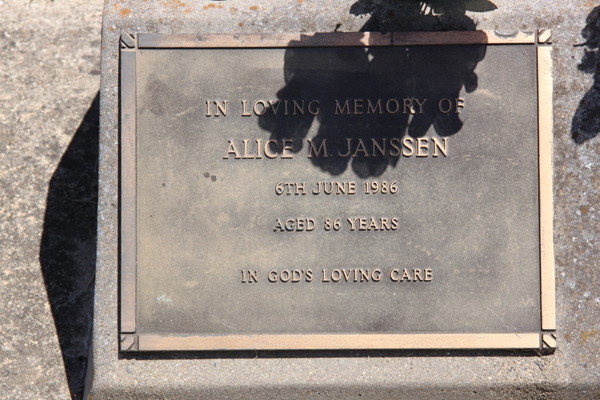 IN LOVING MEMORY OF
ALICE M. JANSSEN
6TH JUNE 1986
AGED 86 YEARS
IN GOD'S LOVING CARE